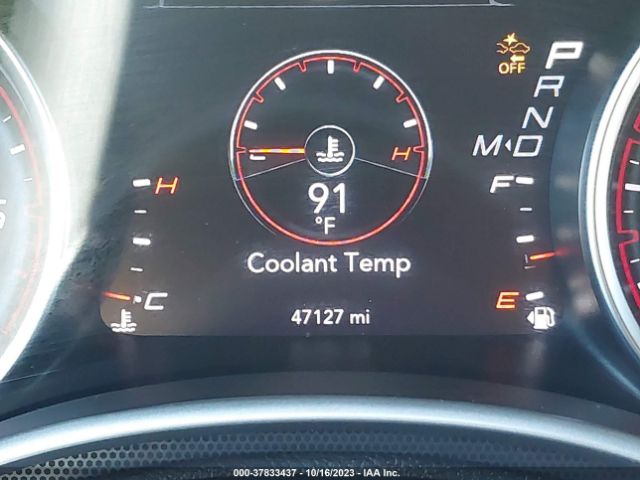 OFF
P
R
N
M D
L H
91
°F
Coolant Temp
47127 mi
H
C
F
E
000-37833437 - 10/16/2023 - IAA Inc.